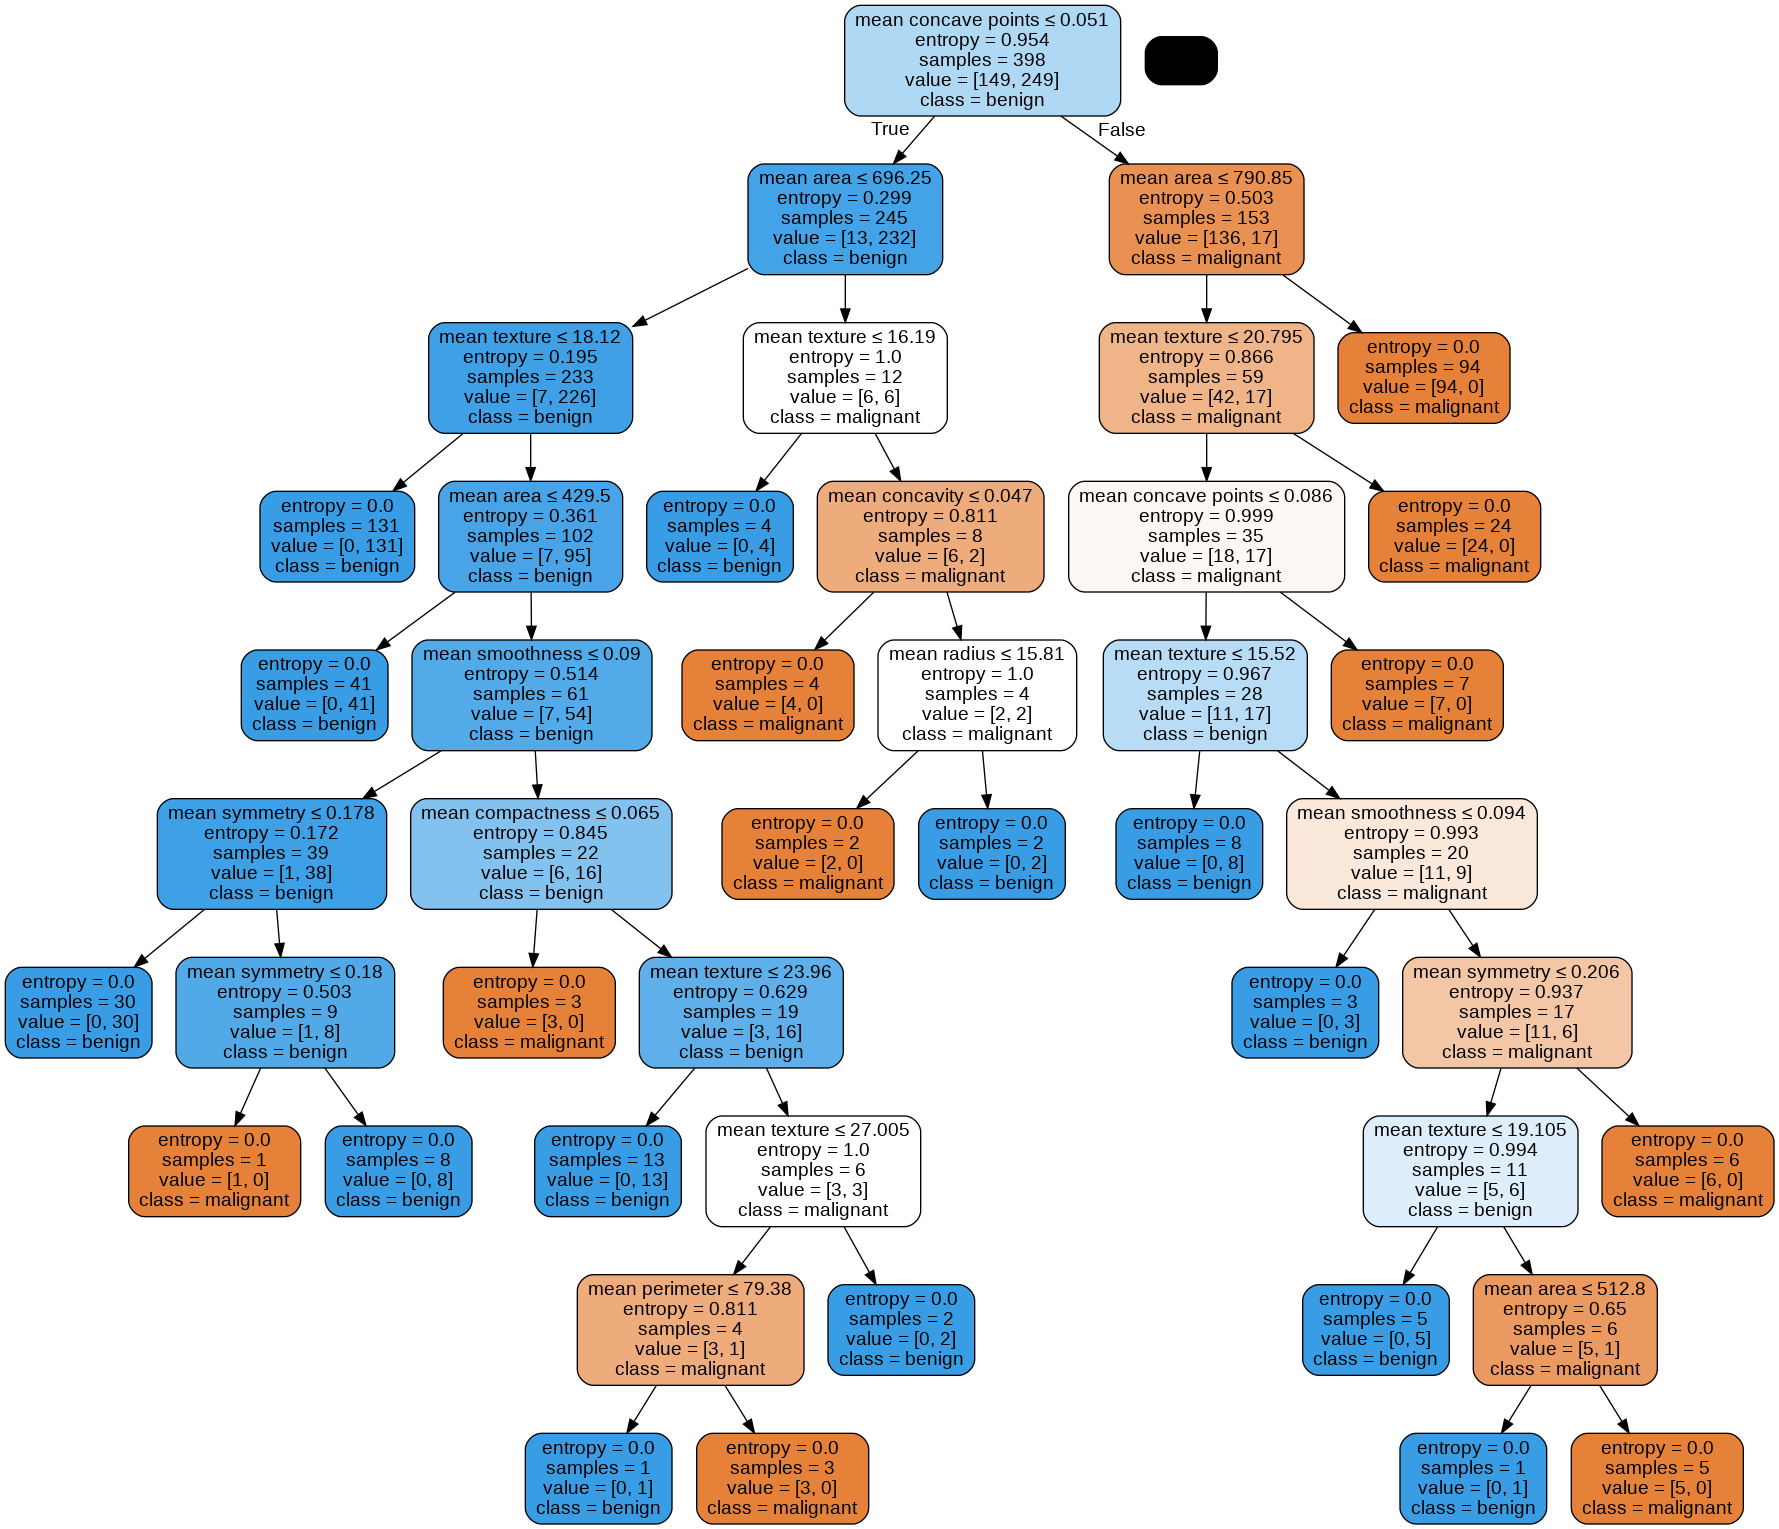 mean concave points ≤ 0.051
entropy = 0.954
samples = 398
value = [149, 249]
class = benign
True
False
mean area ≤ 696.25
entropy = 0.299
samples = 245
value = [13, 232]
class = benign
mean area ≤ 790.85
entropy = 0.503
samples = 153
value = [136, 17]
class = malignant
mean texture ≤ 18.12
entropy = 0.195
samples = 233
value = [7, 226]
class = benign
mean texture ≤ 16.19
entropy = 1.0
samples = 12
value = [6, 6]
class = malignant
mean texture ≤ 20.795
entropy = 0.866
samples = 59
value = [42, 17]
class = malignant
entropy = 0.0
samples = 94
value = [94, 0]
class = malignant
entropy = 0.0
samples = 131
value = [0, 131]
class = benign
mean area ≤ 429.5
entropy = 0.361
samples = 102
value = [7, 95]
class = benign
entropy = 0.0
samples = 4
value = [0, 4]
class = benign
mean concavity ≤ 0.047
entropy = 0.811
samples = 8
value = [6, 2]
class = malignant
mean concave points ≤ 0.086
entropy = 0.999
samples = 35
value = [18, 17]
class = malignant
entropy = 0.0
samples = 24
value = [24, 0]
class = malignant
entropy = 0.0
samples = 41
value = [0, 41]
class = benign
mean smoothness ≤ 0.09
entropy = 0.514
samples = 61
value = [7, 54]
class = benign
entropy = 0.0
samples = 4
value = [4, 0]
class = malignant
mean radius ≤ 15.81
entropy = 1.0
samples = 4
value = [2, 2]
class = malignant
mean texture ≤ 15.52
entropy = 0.967
samples = 28
value = [11, 17]
class = benign
entropy = 0.0
samples = 7
value = [7, 0]
class = malignant
mean symmetry ≤ 0.178
entropy = 0.172
samples = 39
value = [1, 38]
class = benign
mean compactness ≤ 0.065
entropy = 0.845
samples = 22
value = [6, 16]
class = benign
entropy = 0.0
samples = 2
value = [2, 0]
class = malignant
entropy = 0.0
samples = 2
value = [0, 2]
class = benign
entropy = 0.0
samples = 8
value = [0, 8]
class = benign
mean smoothness ≤ 0.094
entropy = 0.993
samples = 20
value = [11, 9]
class = malignant
entropy = 0.0
samples = 30
value = [0, 30]
class = benign
mean symmetry ≤ 0.18
entropy = 0.503
samples = 9
value = [1, 8]
class = benign
entropy = 0.0
samples = 3
value = [3, 0]
class = malignant
mean texture ≤ 23.96
entropy = 0.629
samples = 19
value = [3, 16]
class = benign
entropy = 0.0
samples = 3
value = [0, 3]
class = benign
mean symmetry ≤ 0.206
entropy = 0.937
samples = 17
value = [11, 6]
class = malignant
entropy = 0.0
samples = 1
value = [1, 0]
class = malignant
entropy = 0.0
samples = 8
value = [0, 8]
class = benign
entropy = 0.0
samples = 13
value = [0, 13]
class = benign
mean texture ≤ 27.005
entropy = 1.0
samples = 6
value = [3, 3]
class = malignant
mean texture ≤ 19.105
entropy = 0.994
samples = 11
value = [5, 6]
class = benign
entropy = 0.0
samples = 6
value = [6, 0]
class = malignant
mean perimeter ≤ 79.38
entropy = 0.811
samples = 4
value = [3, 1]
class = malignant
entropy = 0.0
samples = 2
value = [0, 2]
class = benign
entropy = 0.0
samples = 5
value = [0, 5]
class = benign
mean area ≤ 512.8
entropy = 0.65
samples = 6
value = [5, 1]
class = malignant
entropy = 0.0
samples = 1
value = [0, 1]
class = benign
entropy = 0.0
samples = 3
value = [3, 0]
class = malignant
entropy = 0.0
samples = 1
value = [0, 1]
class = benign
entropy = 0.0
samples = 5
value = [5, 0]
class = malignant